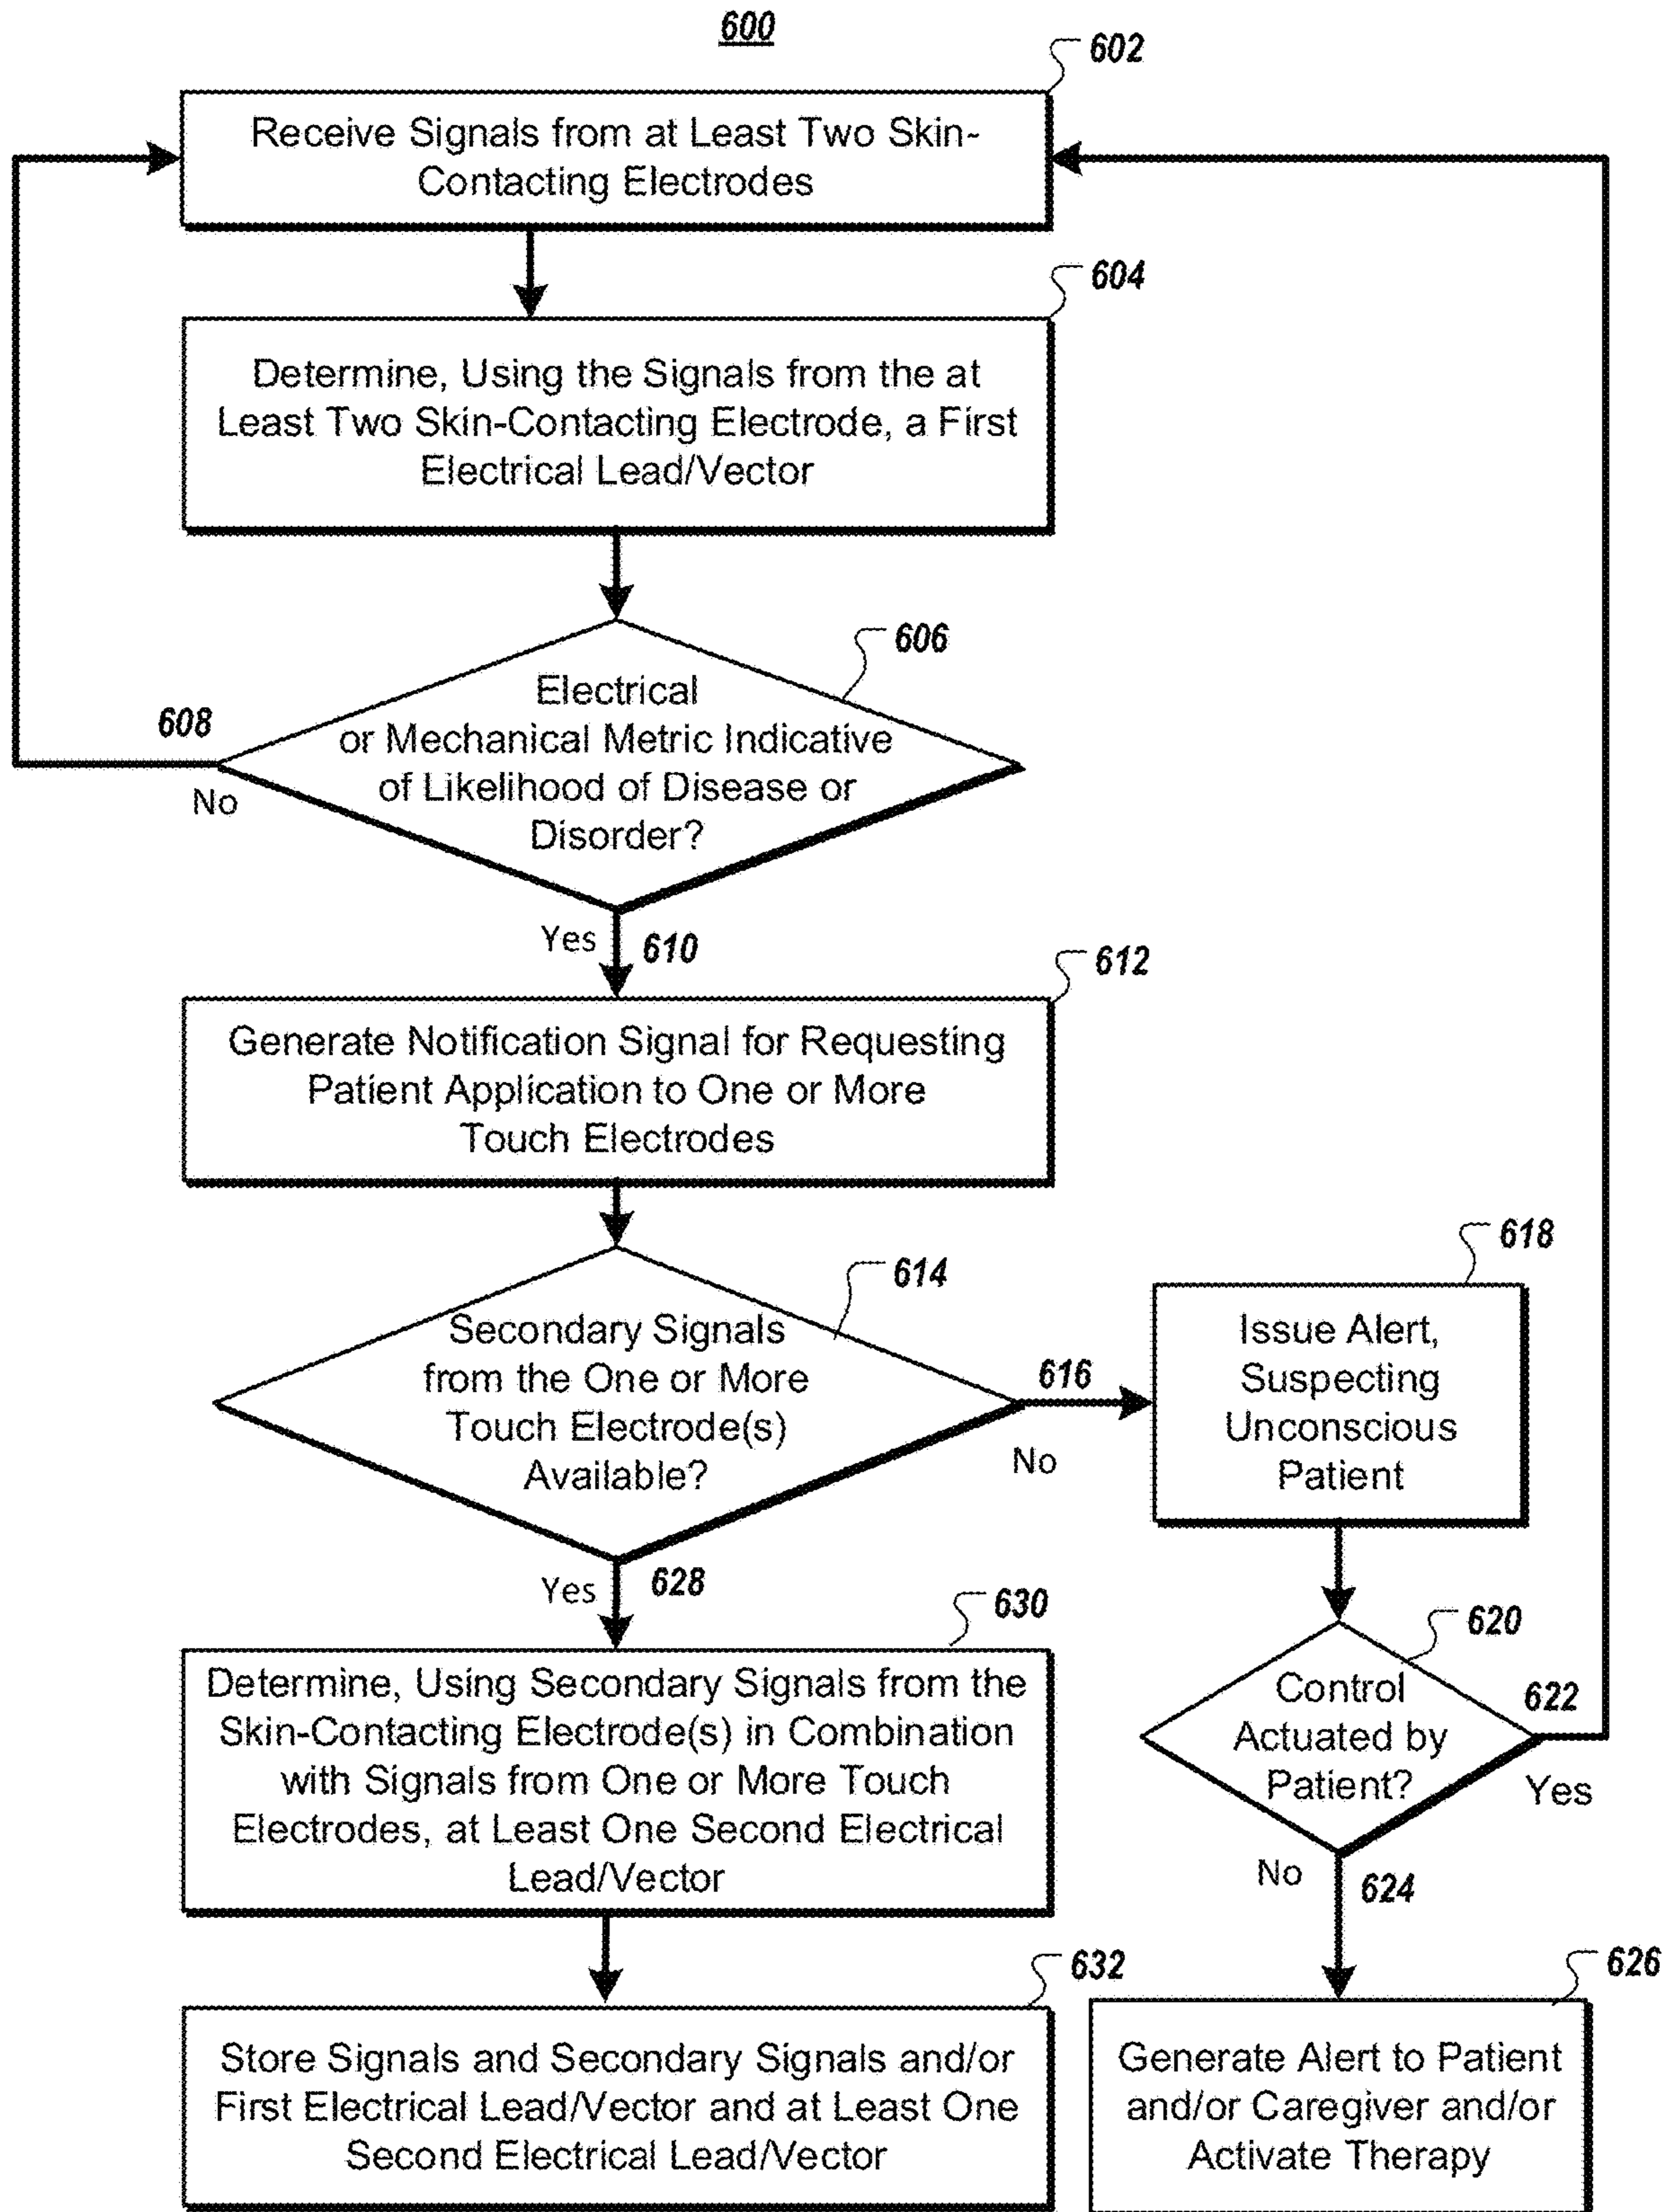 600
602
Receive Signals from at Least Two Skin-
Contacting Electrodes
604
Determine, Using the Signals from the at
Least Two Skin-Contacting Electrode, a First
Electrical Lead/Vector
606
Electrical
or Mechanical Metric Indicative
of Likelihood of Disease or
Disorder?
608
No
Yes
610
612
Generate Notification Signal for Requesting
Patient Application to One or More
Touch Electrodes
614
Secondary Signals
from the One or More
Touch Electrode(s)
Available?
616
No
618
Issue Alert,
Suspecting
Unconscious
Patient
620
Control
Actuated by
Patient?
622
Yes
No
624
626
Generate Alert to Patient
and/or Caregiver and/or
Activate Therapy
Yes
628
630
Determine, Using Secondary Signals from the
Skin-Contacting Electrode(s) in Combination
with Signals from One or More Touch
Electrodes, at Least One Second Electrical
Lead/Vector
632
Store Signals and Secondary Signals and/or
First Electrical Lead/Vector and at Least One
Second Electrical Lead/Vector